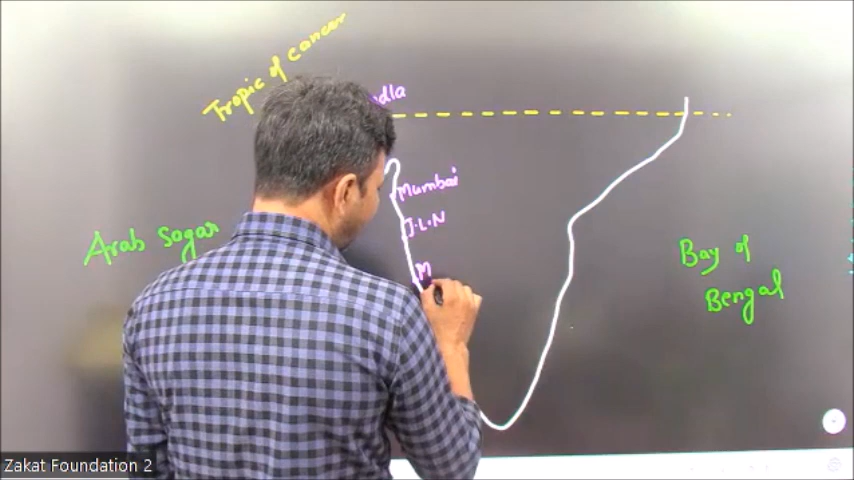 Tropic of cancer
dla
Mumbai
J.L.N
M
Arab Sagar
Bay of
Bengal
Zakat Foundation 2